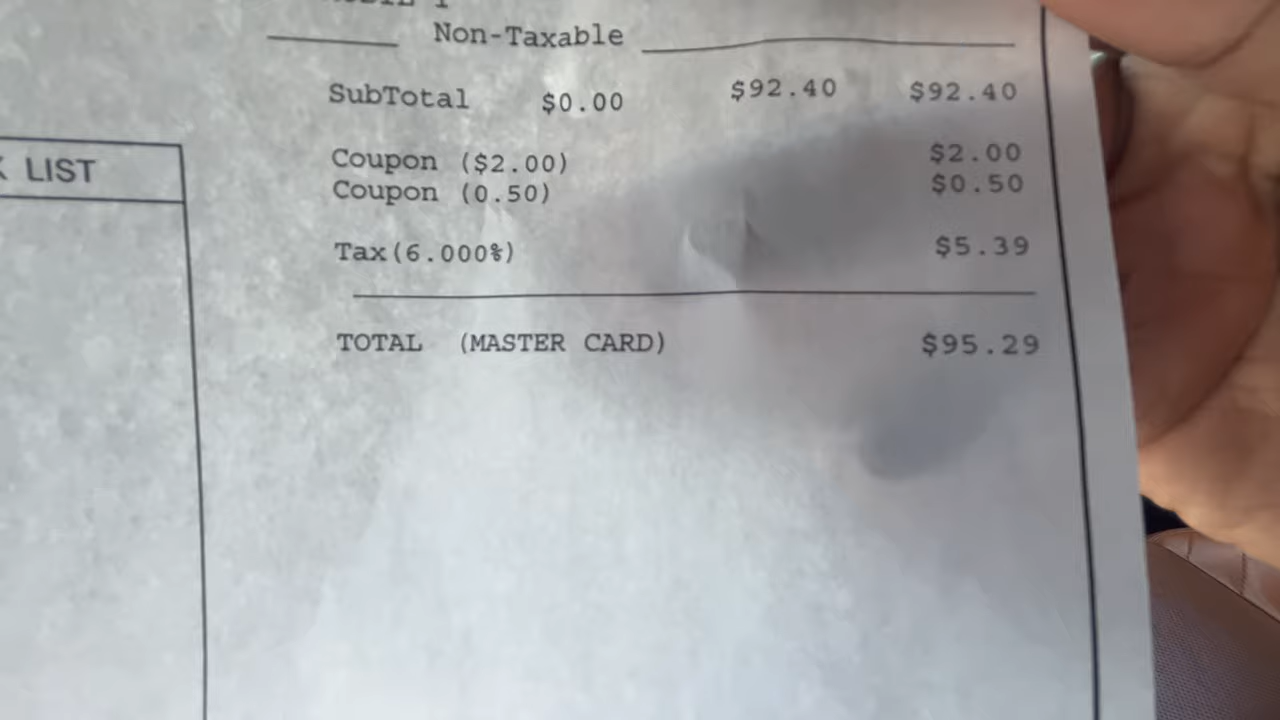 Non-Taxable
SubTotal $0.00 $92.40 $92.40
LIST
Coupon ($2.00) $2.00
Coupon (0.50) $0.50
Tax(6.000%) $5.39
TOTAL (MASTER CARD) $95.29